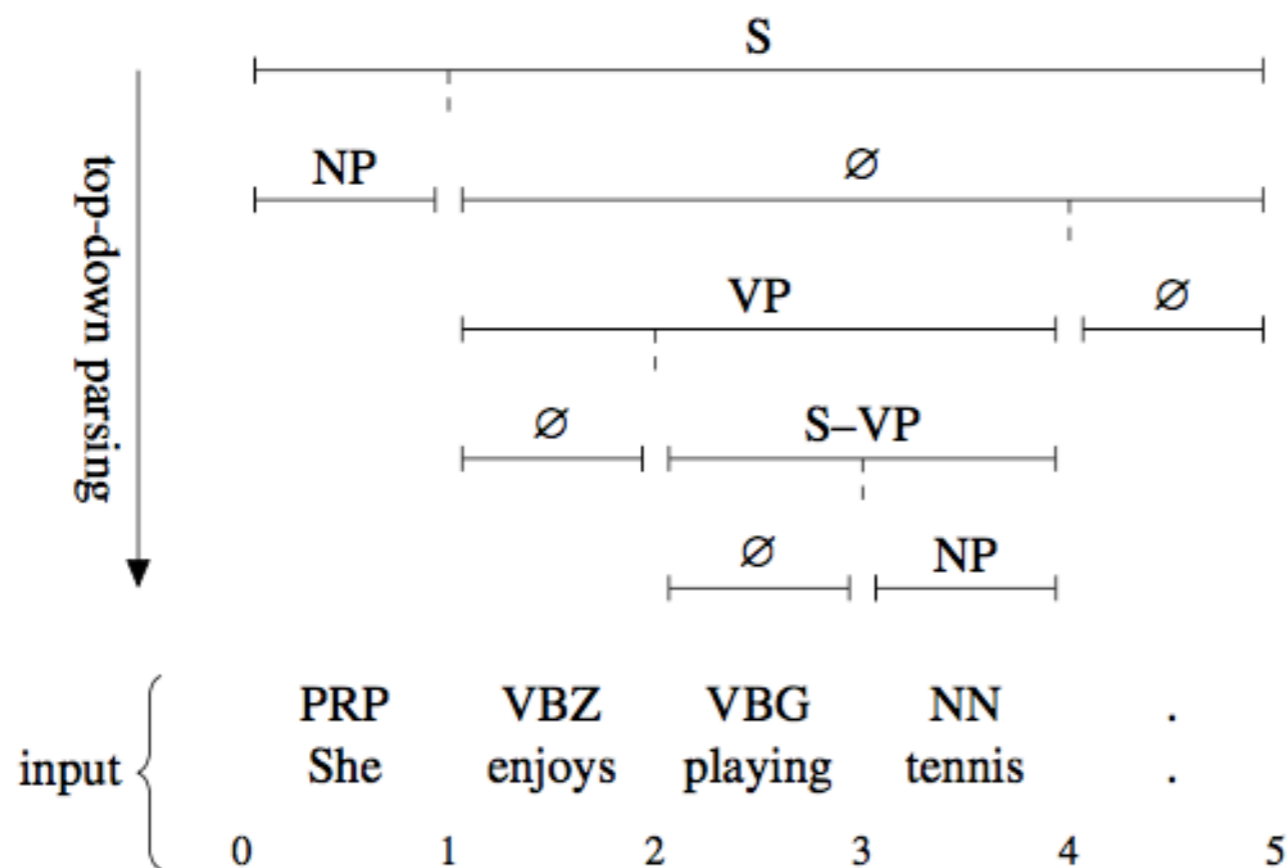 S
NP ∅
VP ∅
∅ S–VP
∅ NP
top-down parsing
PRP VBZ VBG NN .
input She enjoys playing tennis .
0 1 2 3 4 5